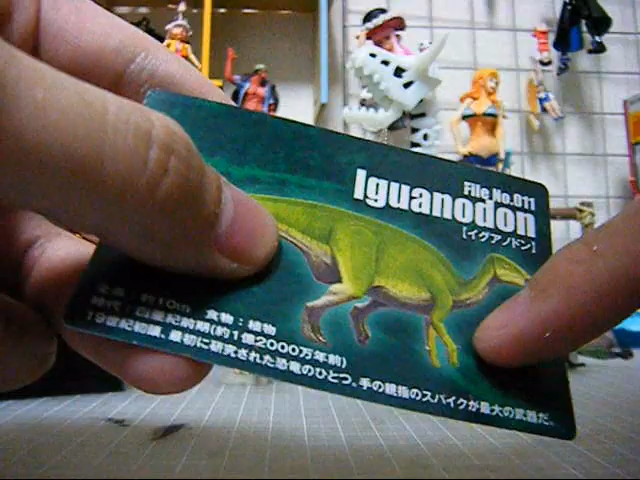 File No.011
Iguanodon
【イグアノドン】
全長：約10m 食物：植物
時代：白亜紀前期(約1億2000万年前)
19世紀初頭、最初に研究された恐竜のひとつ。手の親指のスパイクが最大の武器だ。